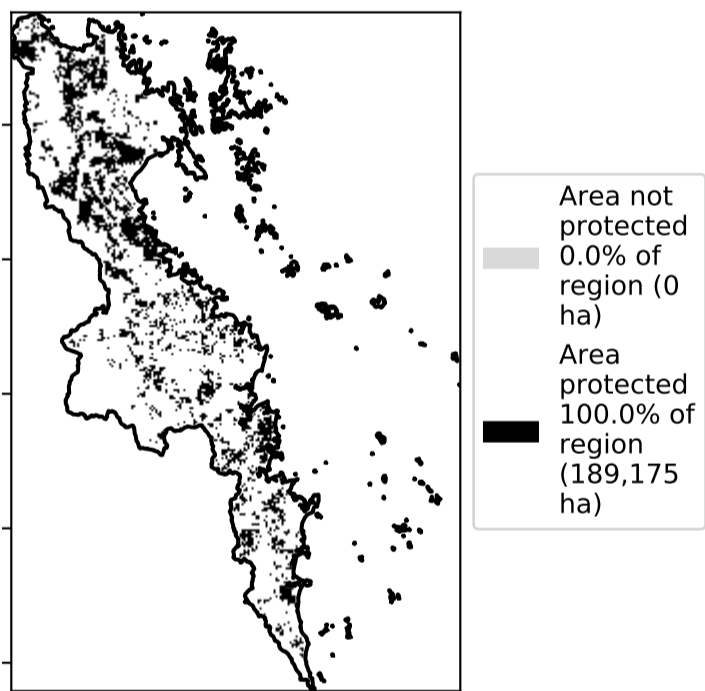 Area not
protected
0.0% of
region (0
ha)
Area
protected
100.0% of
region
(189,175
ha)